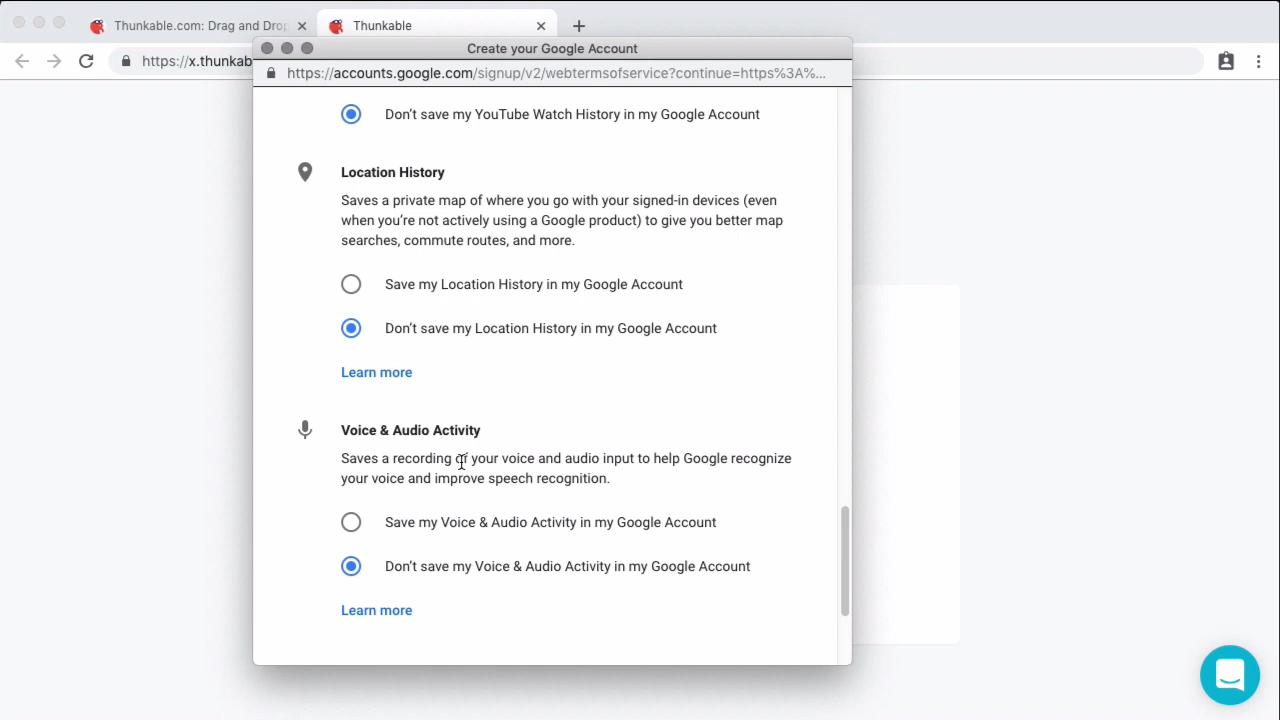 Thunkable.com: Drag and Drop
Thunkable
https://x.thunkab
Create your Google Account
https://accounts.google.com/signup/v2/webtermsofservice?continue=https%3A%...
Don't save my YouTube Watch History in my Google Account
Location History
Saves a private map of where you go with your signed-in devices (even
when you're not actively using a Google product) to give you better map
searches, commute routes, and more.
Save my Location History in my Google Account
Don't save my Location History in my Google Account
Learn more
Voice & Audio Activity
Saves a recording of your voice and audio input to help Google recognize
your voice and improve speech recognition.
Save my Voice & Audio Activity in my Google Account
Don't save my Voice & Audio Activity in my Google Account
Learn more